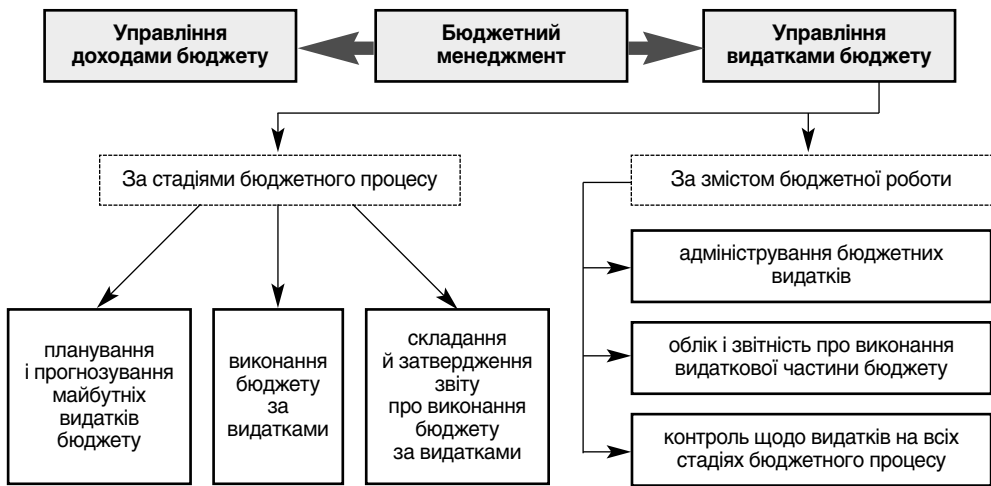 Управління
доходами бюджету
Бюджетний
менеджмент
Управління
видатками бюджету
За стадіями бюджетного процесу
За змістом бюджетної роботи
планування
і прогнозування
майбутніх
видатків
бюджету
виконання
бюджету
за
видатками
складання
й затвердження
звіту
про виконання
бюджету
за видатками
адміністрування бюджетних
видатків
облік і звітність про виконання
видаткової частини бюджету
контроль щодо видатків на всіх
стадіях бюджетного процесу